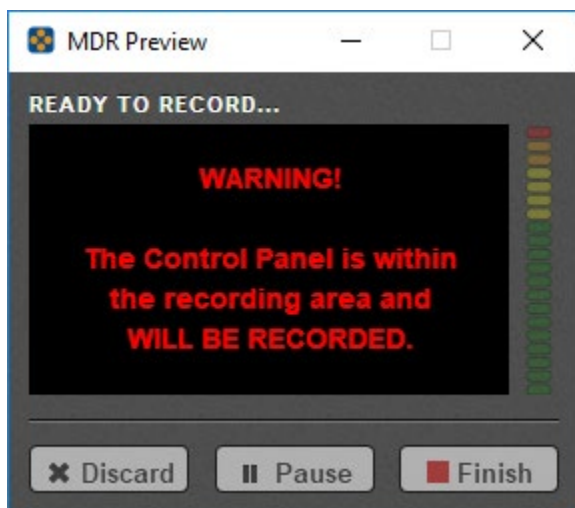 MDR Preview
READY TO RECORD...
WARNING!
The Control Panel is within
the recording area and
WILL BE RECORDED.
Discard
Pause
Finish